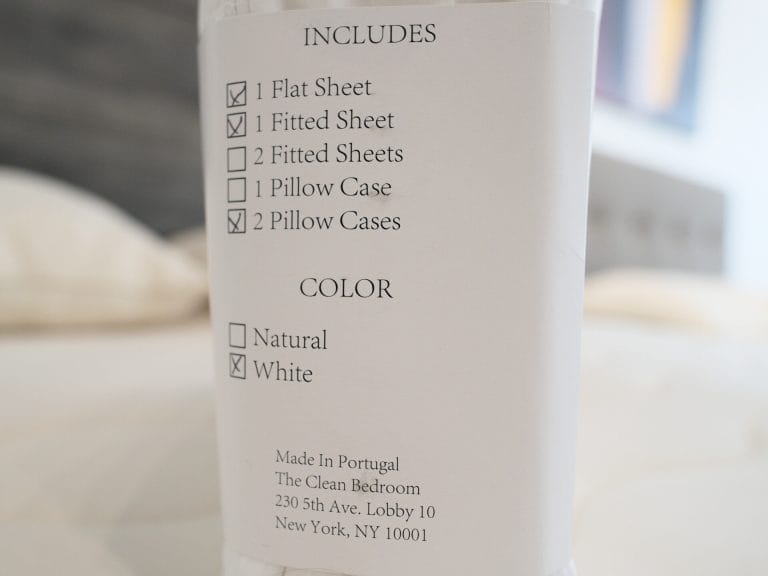 INCLUDES
1 Flat Sheet
1 Fitted Sheet
2 Fitted Sheets
1 Pillow Case
2 Pillow Cases
COLOR
Natural
White
Made In Portugal
The Clean Bedroom
230 5th Ave. Lobby 10
New York, NY 10001